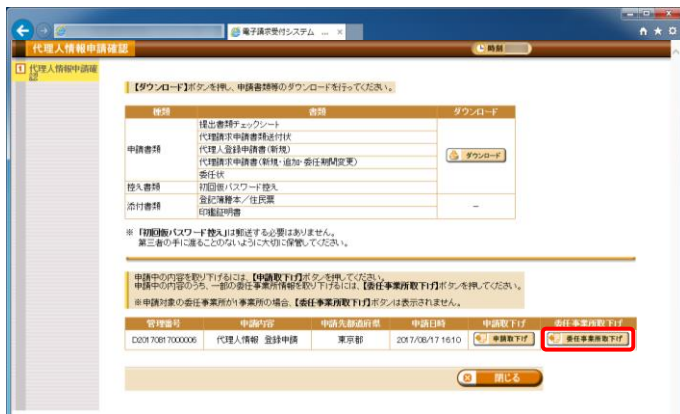 電子請求受付システム ... ×
代理人情報申請確認
時刻
1 代理人情報申請確認
【ダウンロード】ボタンを押し、申請書類等のダウンロードを行ってください。
種類 書類 ダウンロード
申請書類
提出書類チェックシート
代理請求申請書類送付状
代理人登録申請書(新規)
代理請求申請書(新規・追加・委任期間変更)
委任状
ダウンロード
控え書類 初回仮パスワード控え
添付書類
登記簿謄本/住民票
印鑑証明書
－
※ 「初回仮パスワード控え」は郵送する必要はありません。
第三者の手に渡ることのないように大切に保管してください。
申請中の内容を取り下げるには、【申請取下げ】ボタンを押してください。
申請中の内容のうち、一部の委任事業所情報を取り下げるには、【委任事業所取下げ】ボタンを押してください。
※申請対象の委任事業所が1事業所の場合、【委任事業所取下げ】ボタンは表示されません。
管理番号 申請内容 申請先都道府県 申請日時 申請取下げ 委任事業所取下げ
D20170817000006 代理人情報 登録申請 東京都 2017/08/17 16:10 申請取下げ 委任事業所取下げ
閉じる